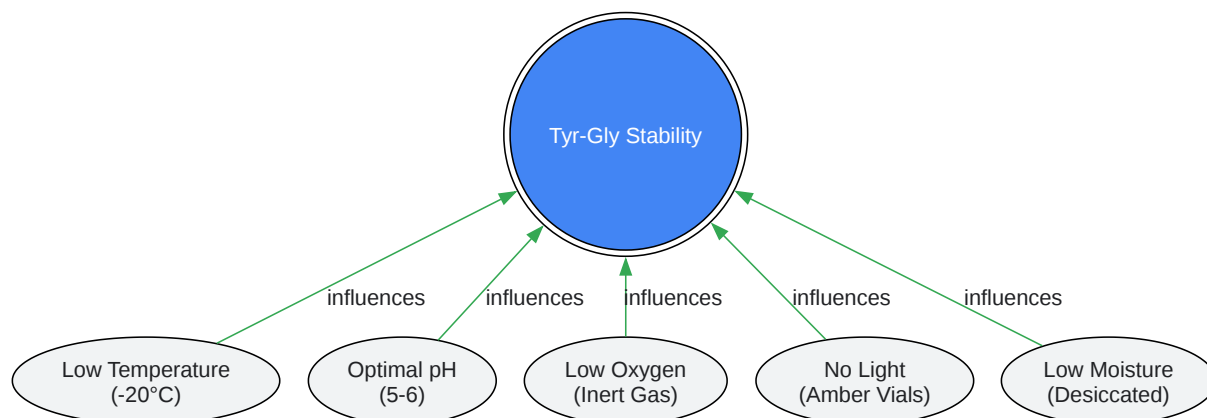 Tyr-Gly Stability
influences influences influences influences influences
Low Temperature
(-20°C)
Optimal pH
(5-6)
Low Oxygen
(Inert Gas)
No Light
(Amber Vials)
Low Moisture
(Desiccated)